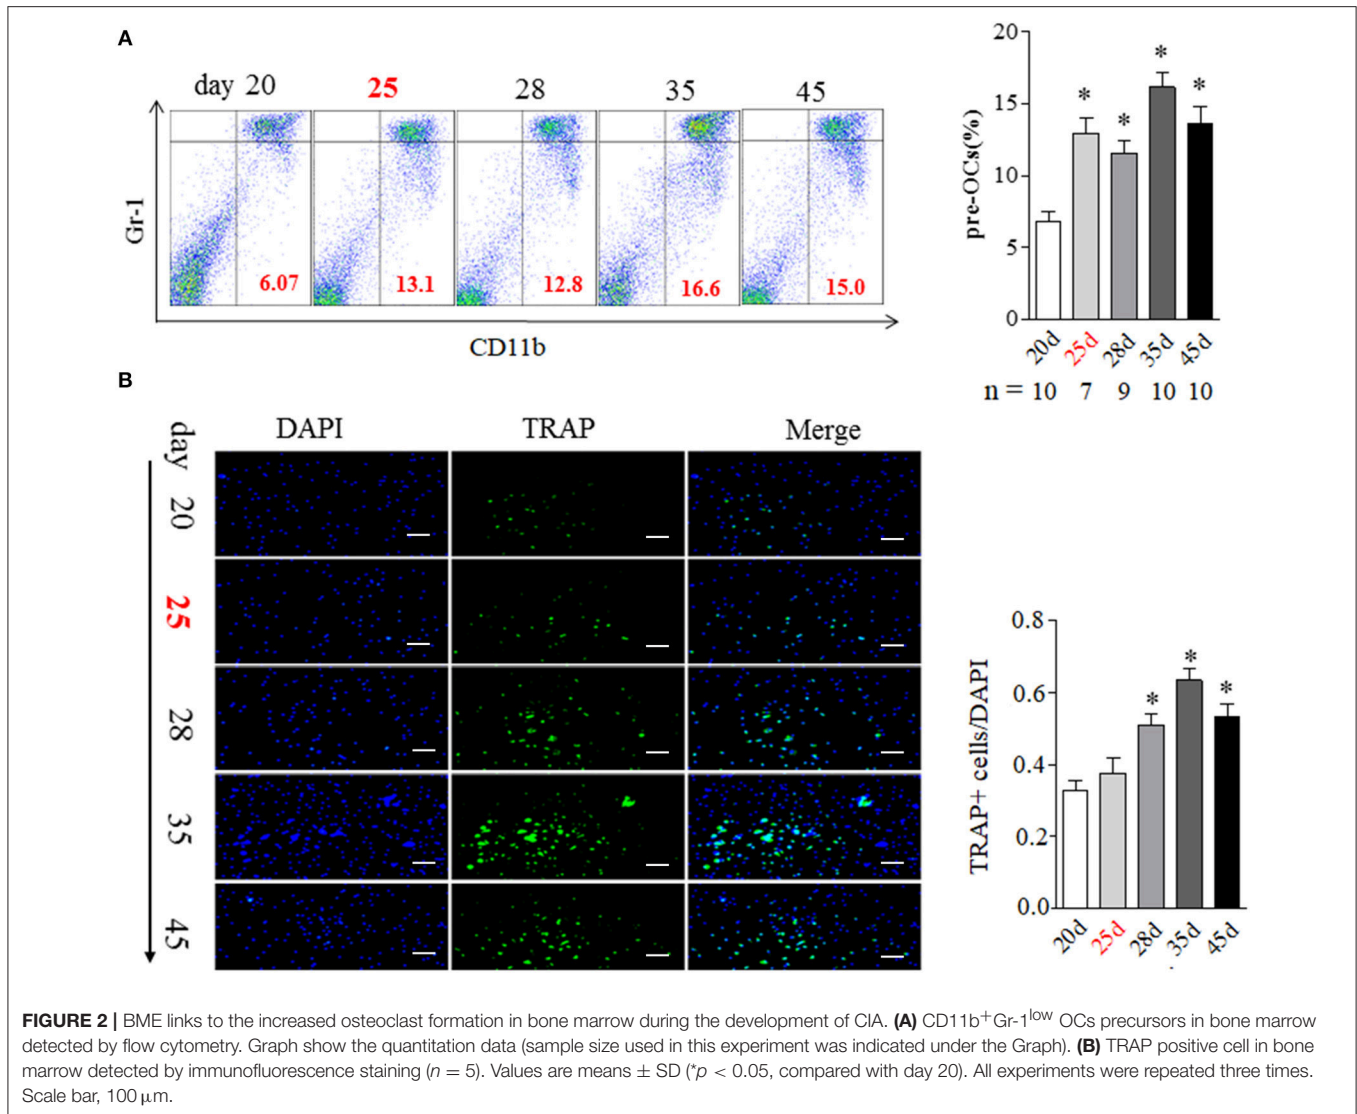 A
day 20 25 28 35 45
Gr-1
6.07 13.1 12.8 16.6 15.0
CD11b
pre-OCs(%)
20
15
10
5
0
20d 25d 28d 35d 45d
n = 10 7 9 10 10
* * * *
B
DAPI TRAP Merge
day
20
25
28
35
45
TRAP+ cells/DAPI
0.8
0.6
0.4
0.2
0.0
* * *
20d 25d 28d 35d 45d
FIGURE 2 | BME links to the increased osteoclast formation in bone marrow during the development of CIA. (A) CD11b+Gr-1low OCs precursors in bone marrow
detected by flow cytometry. Graph show the quantitation data (sample size used in this experiment was indicated under the Graph). (B) TRAP positive cell in bone
marrow detected by immunofluorescence staining (n = 5). Values are means ± SD (*p < 0.05, compared with day 20). All experiments were repeated three times.
Scale bar, 100 μm.